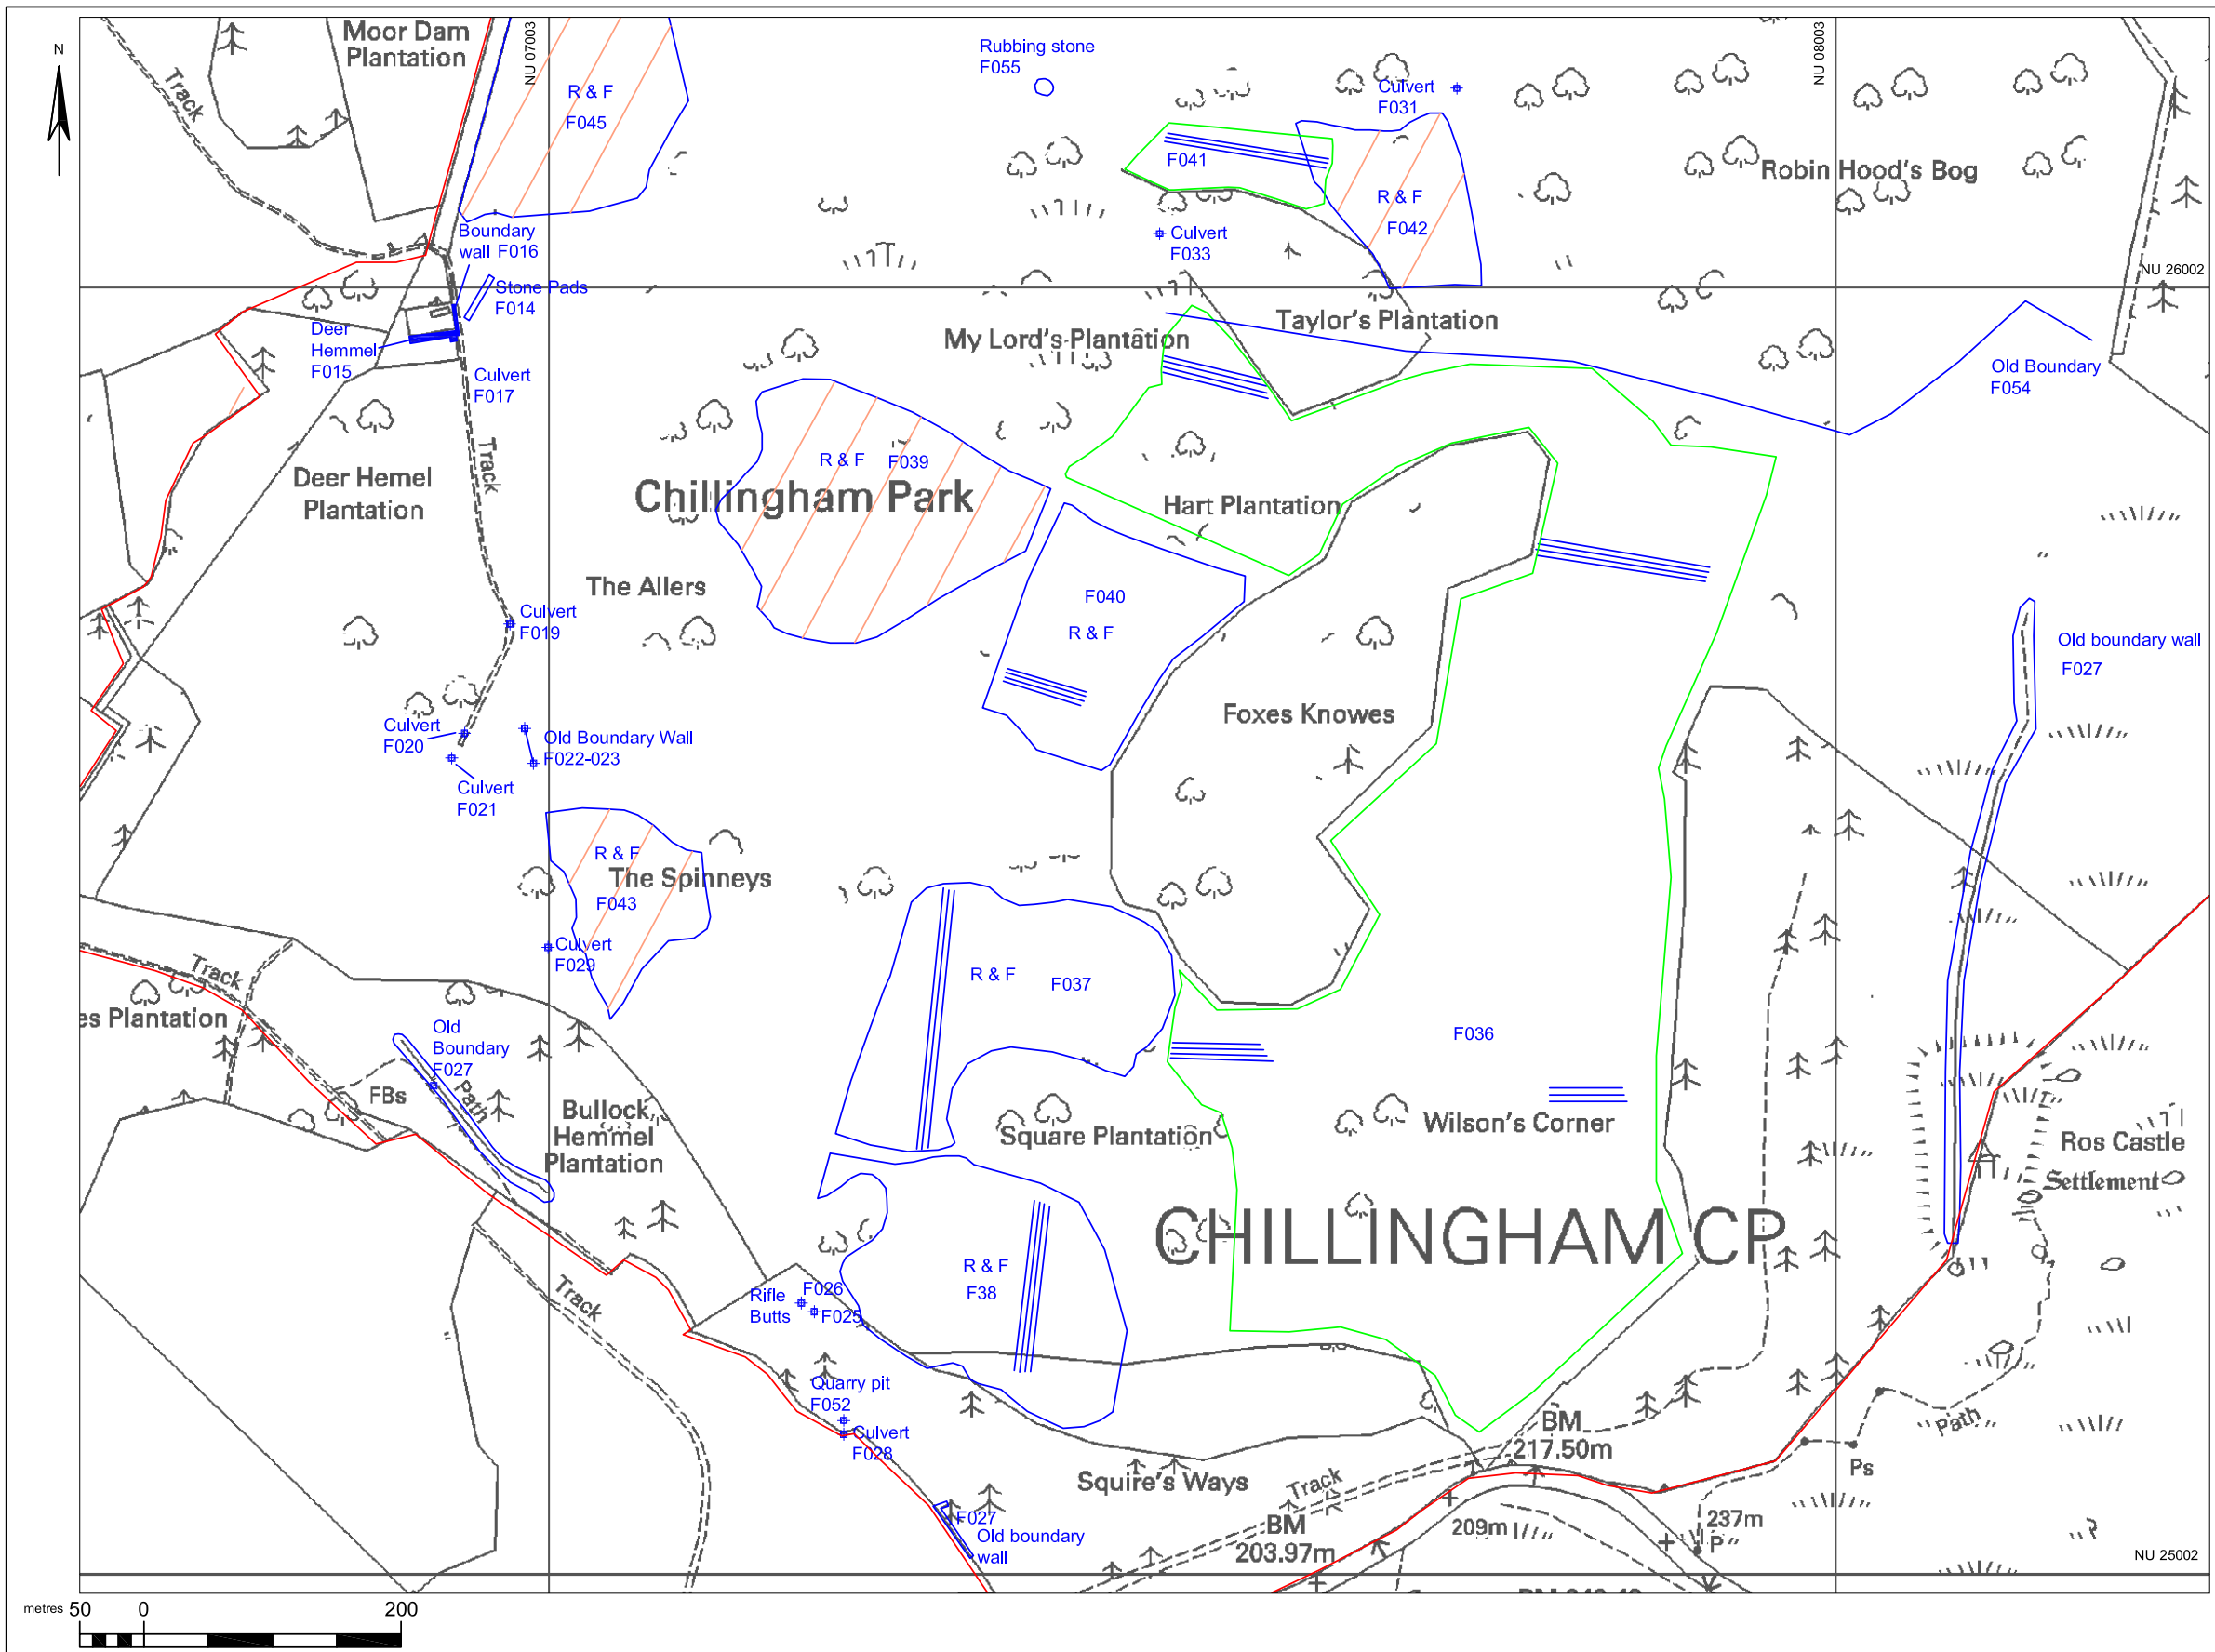 Moor Dam
Plantation
N
NU 07003
NU 08003
Track
R & F
F045
Rubbing stone
F055
Culvert
F031
F041
R & F
F042
Robin Hood's Bog
Boundary
wall F016
Culvert
F033
NU 26002
Stone Pads
F014
Deer
Hemmel
F015
My Lord's Plantation
Taylor's Plantation
Old Boundary
F054
Culvert
F017
Track
R & F
F039
Deer Hemel
Plantation
Chillingham Park
Hart Plantation
The Allers
F040
R & F
Culvert
F019
Old boundary wall
F027
Foxes Knowes
Culvert
F020
Old Boundary Wall
F022-023
Culvert
F021
R & F
The Spinneys
F043
Culvert
F029
Track
R & F
F037
es Plantation
Old
Boundary
F027
F036
FBs
Path
Bullock
Hemmel
Plantation
Square Plantation
Wilson's Corner
Ros Castle
Settlement
CHILLINGHAM CP
R & F
F38
Track
Rifle
Butts
F026
F025
Quarry pit
F052
Culvert
F028
BM
217.50m
Path
Squire's Ways
Track
Ps
F027
Old boundary
wall
BM
203.97m
209m
237m
P
NU 25002
metres 50 0 200